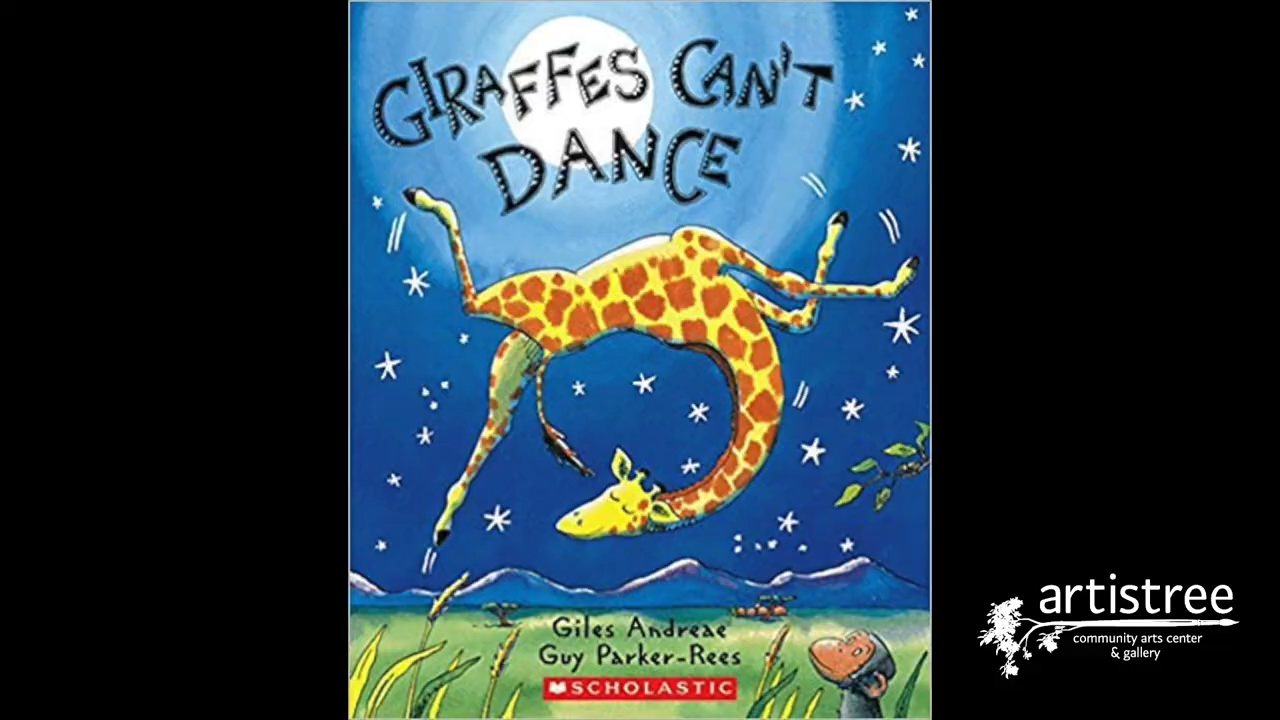 GIRAFFES CAN'T
DANCE
Giles Andreae
Guy Parker-Rees
SCHOLASTIC
artistree
community arts center
& gallery